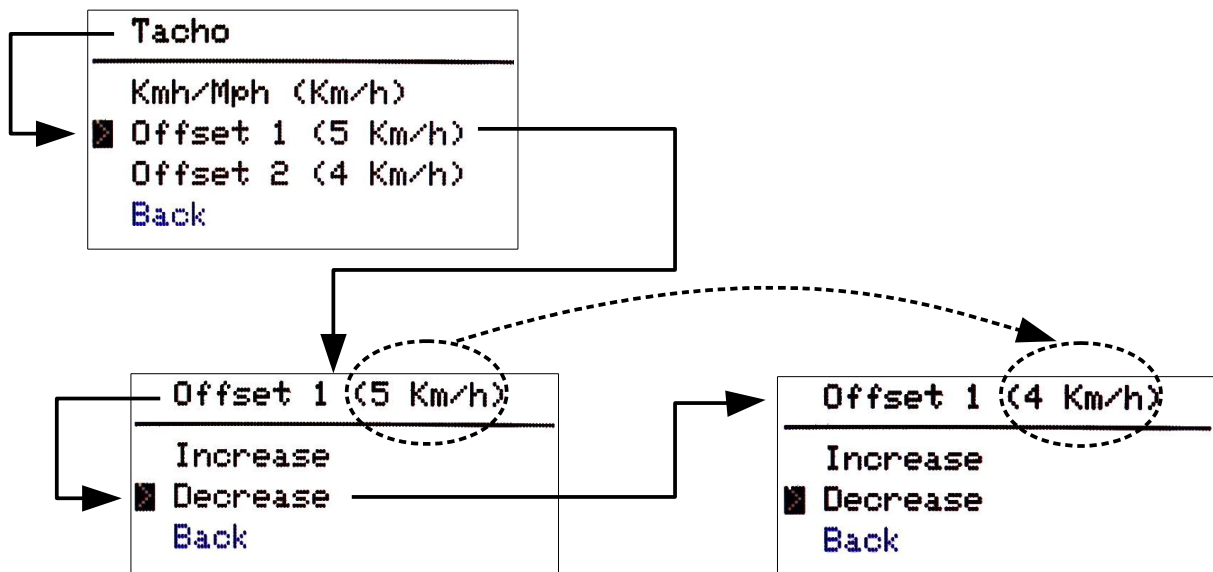 Tacho
Kmh/Mph (Km/h)
Offset 1 (5 Km/h)
Offset 2 (4 Km/h)
Back
Offset 1 (5 Km/h)
Increase
Decrease
Back
Offset 1 (4 Km/h)
Increase
Decrease
Back